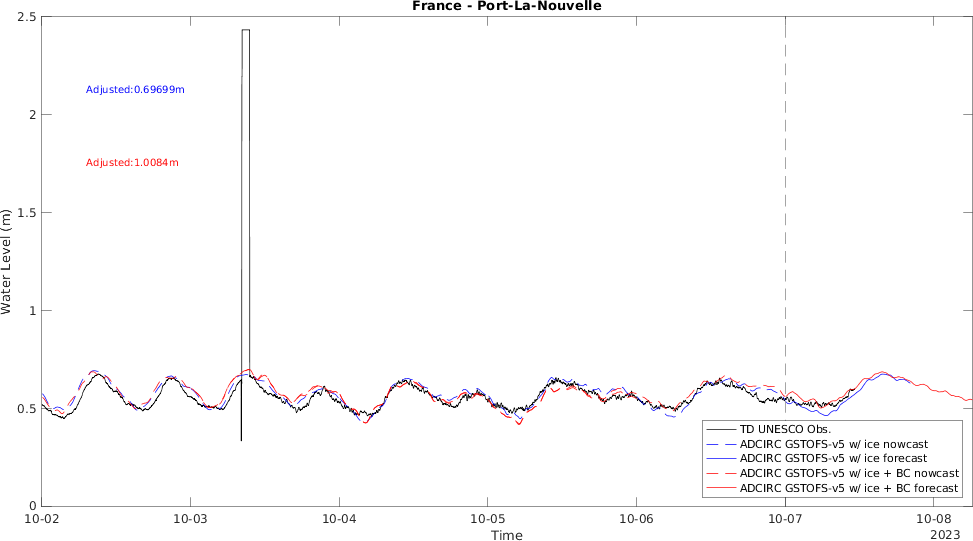 France - Port-La-Nouvelle
2.5
2
1.5
1
0.5
0
Water Level (m)
Adjusted:0.69699m
Adjusted:1.0084m
TD UNESCO Obs.
ADCIRC GSTOFS-v5 w/ ice nowcast
ADCIRC GSTOFS-v5 w/ ice forecast
ADCIRC GSTOFS-v5 w/ ice + BC nowcast
ADCIRC GSTOFS-v5 w/ ice + BC forecast
10-02 10-03 10-04 10-05 10-06 10-07 10-08
Time
2023